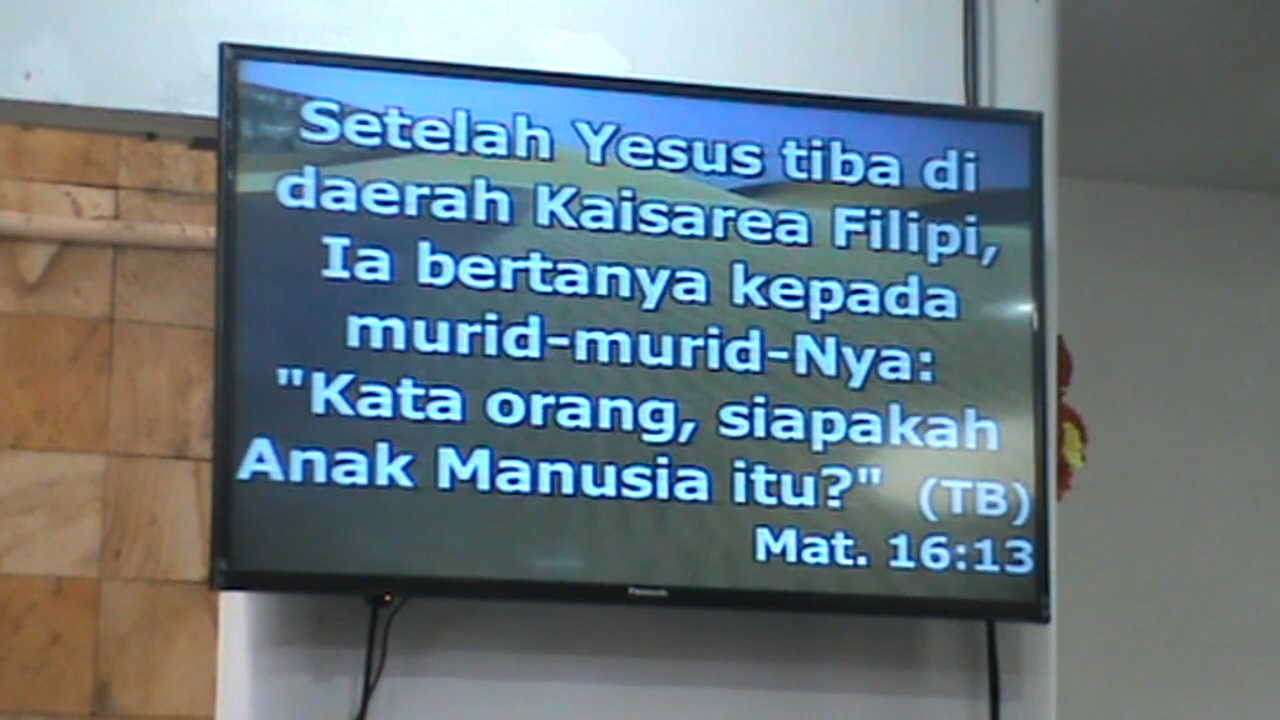 Setelah Yesus tiba di
daerah Kaisarea Filipi,
Ia bertanya kepada
murid-murid-Nya:
"Kata orang, siapakah
Anak Manusia itu?" (TB)
Mat. 16:13
Panasonic